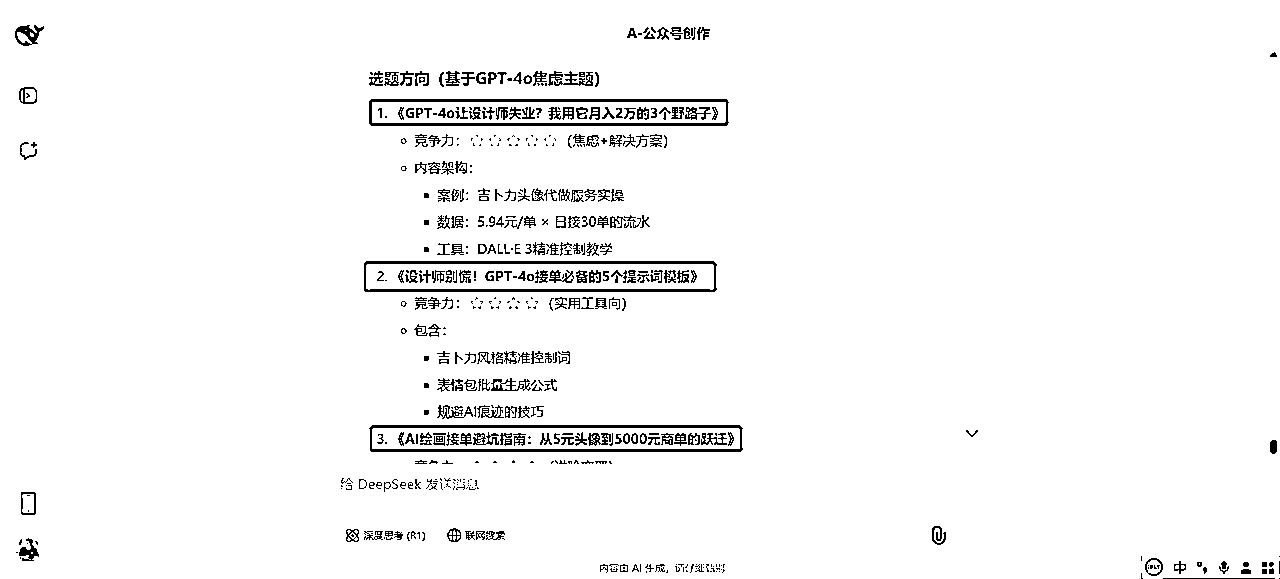 A-公众号创作
选题方向（基于GPT-4o焦虑主题）
1. 《GPT-4o让设计师失业？我用它月入2万的3个野路子》
竞争力：☆☆☆☆☆（焦虑+解决方案）
内容架构：
案例：吉卜力头像代做服务实操
数据：5.94元/单 × 日接30单的流水
工具：DALL·E 3精准控制教学
2. 《设计师别慌！GPT-4o接单必备的5个提示词模板》
竞争力：☆☆☆☆（实用工具向）
包含：
吉卜力风格精准控制词
表情包批量生成公式
规避AI痕迹的技巧
3. 《AI绘画接单避坑指南：从5元头像到5000元商单的跃迁》
给 DeepSeek 发送消息
深度思考 (R1) 联网搜索
内容由 AI 生成，请仔细甄别
中